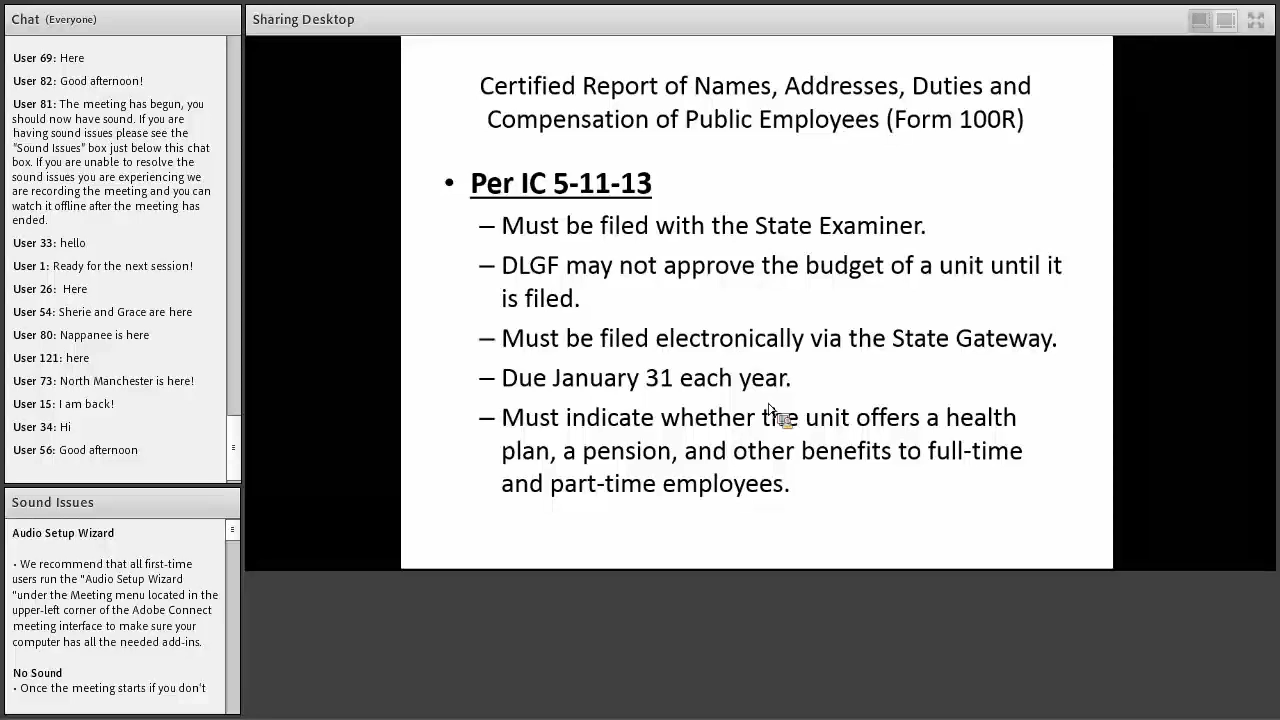 Chat (Everyone)
User 69: Here
User 82: Good afternoon!
User 81: The meeting has begun, you
should now have sound. If you are
having sound issues please see the
"Sound Issues" box just below this chat
box. If you are unable to resolve the
sound issues you are experiencing we
are recording the meeting and you can
watch it offline after the meeting has
ended.
User 33: hello
User 1: Ready for the next session!
User 26: Here
User 54: Sherie and Grace are here
User 80: Nappanee is here
User 121: here
User 73: North Manchester is here!
User 15: I am back!
User 34: Hi
User 56: Good afternoon
Sound Issues
Audio Setup Wizard
• We recommend that all first-time
users run the "Audio Setup Wizard
"under the Meeting menu located in the
upper-left corner of the Adobe Connect
meeting interface to make sure your
computer has all the needed add-ins.
No Sound
• Once the meeting starts if you don't
Sharing Desktop
Certified Report of Names, Addresses, Duties and
Compensation of Public Employees (Form 100R)
• Per IC 5-11-13
– Must be filed with the State Examiner.
– DLGF may not approve the budget of a unit until it
is filed.
– Must be filed electronically via the State Gateway.
– Due January 31 each year.
– Must indicate whether the unit offers a health
plan, a pension, and other benefits to full-time
and part-time employees.